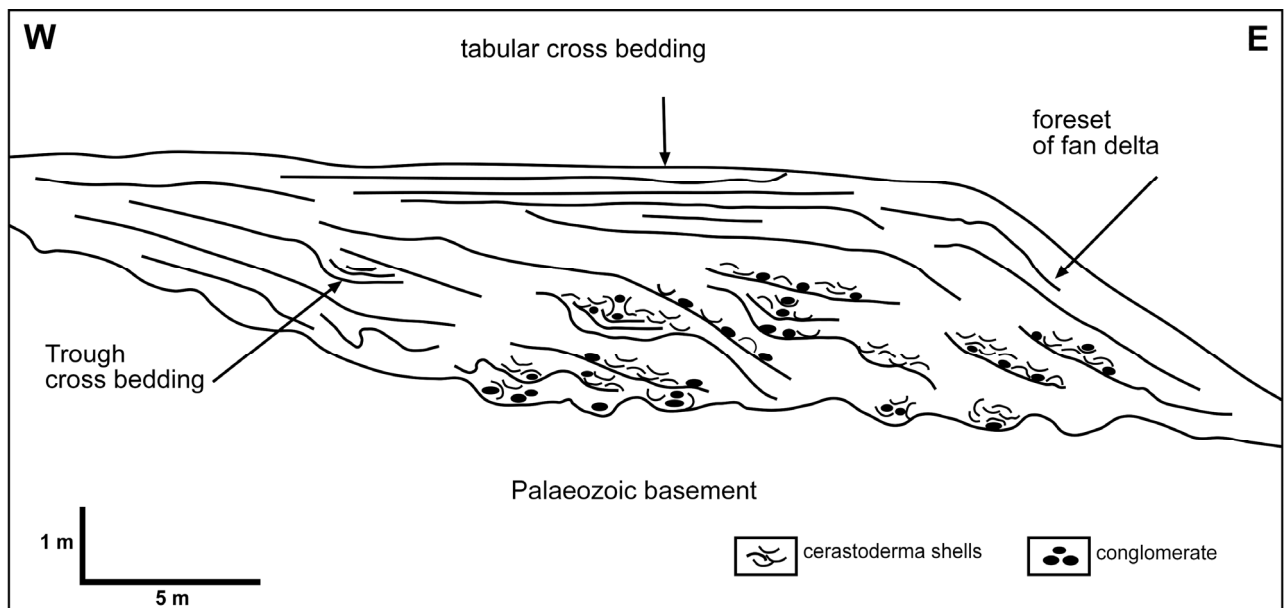 W
E
tabular cross bedding
foreset
of fan delta
Trough
cross bedding
Palaeozoic basement
1 m
5 m
cerastoderma shells
conglomerate